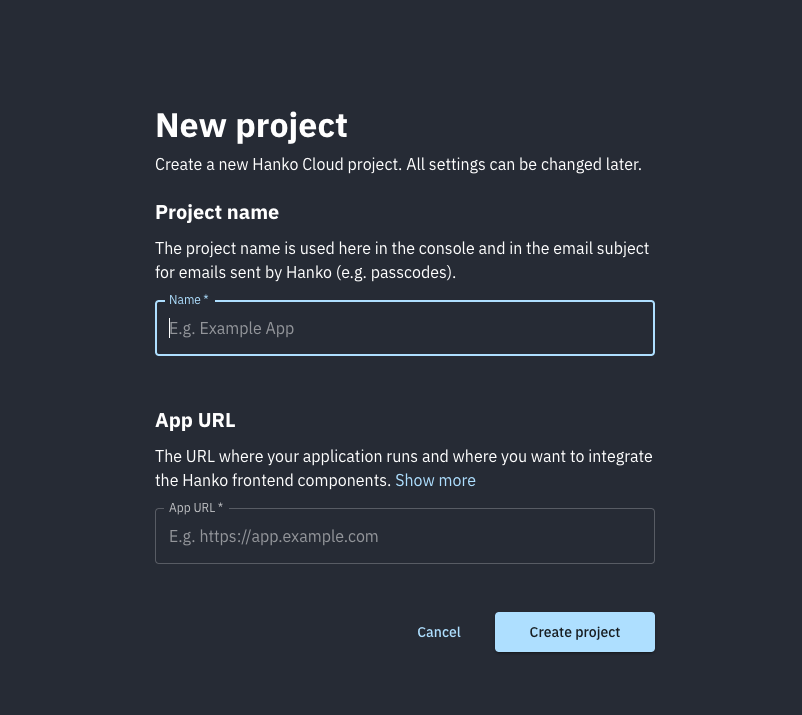 New project
Create a new Hanko Cloud project. All settings can be changed later.
Project name
The project name is used here in the console and in the email subject
for emails sent by Hanko (e.g. passcodes).
Name *
E.g. Example App
App URL
The URL where your application runs and where you want to integrate
the Hanko frontend components. Show more
App URL *
E.g. https://app.example.com
Cancel
Create project